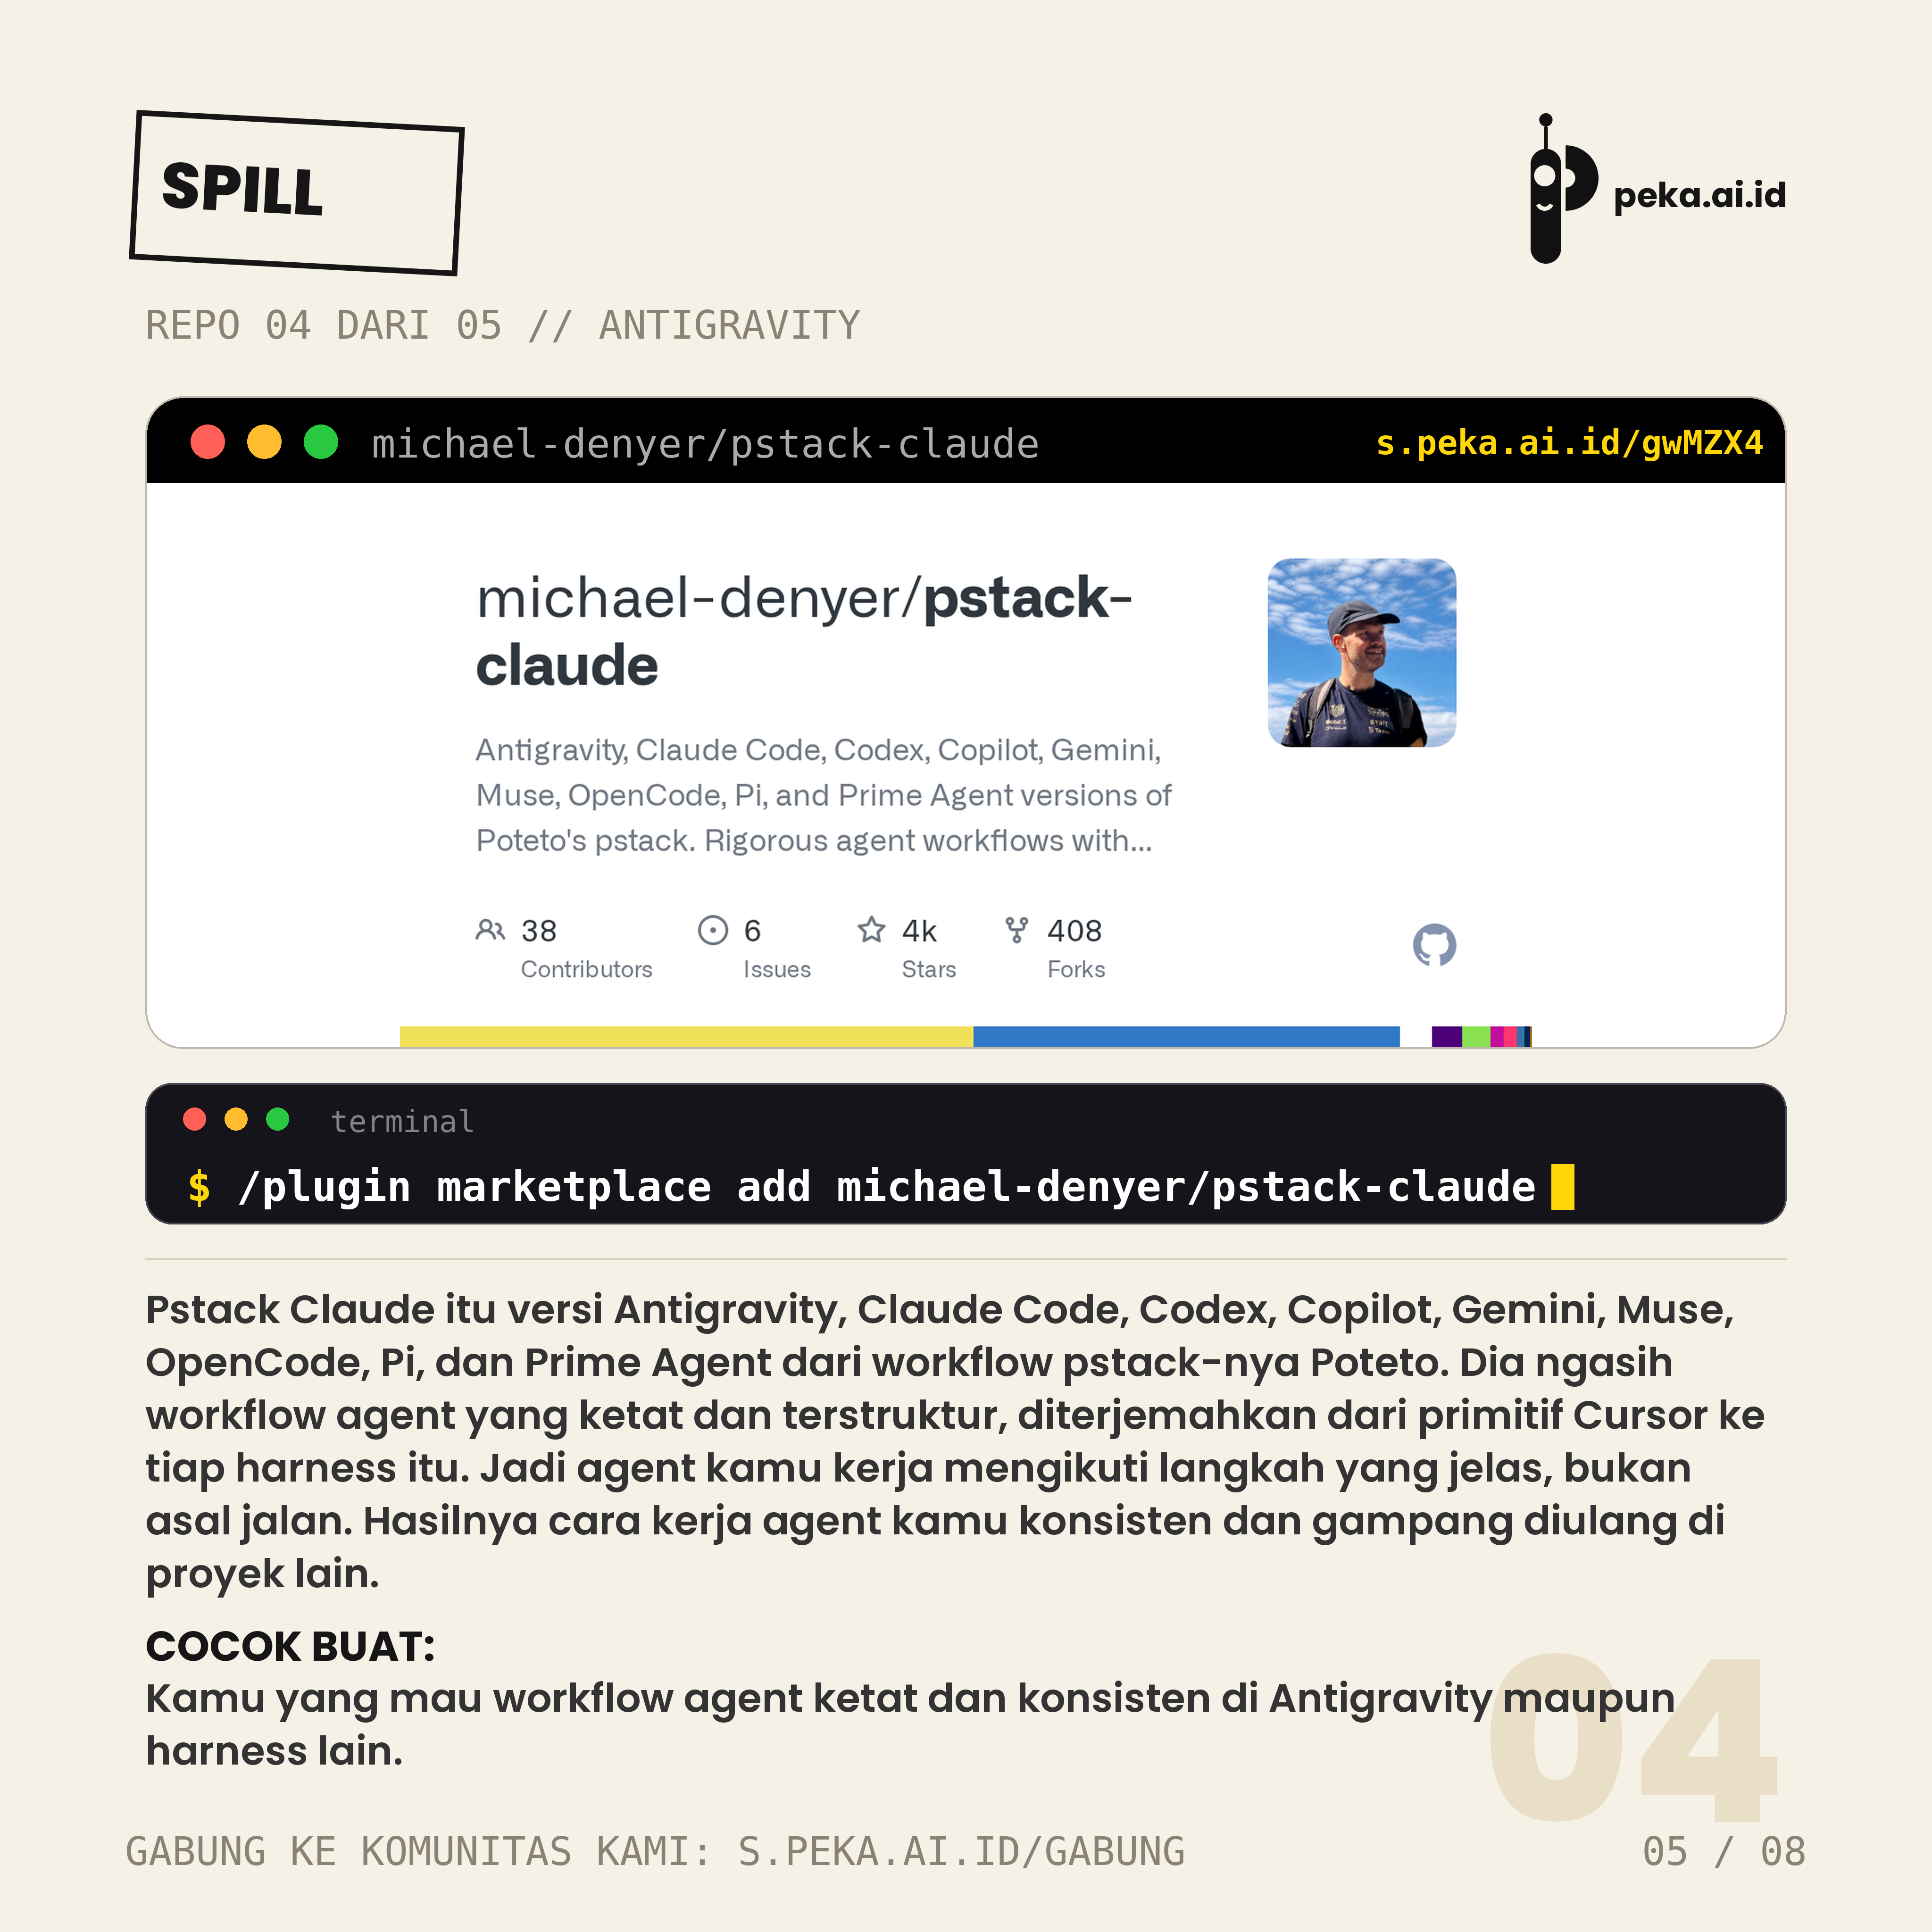 SPILL
peka.ai.id
REPO 04 DARI 05 // ANTIGRAVITY
michael-denyer/pstack-claude
s.peka.ai.id/gwMZX4
michael-denyer/pstack-
claude
Antigravity, Claude Code, Codex, Copilot, Gemini,
Muse, OpenCode, Pi, and Prime Agent versions of
Poteto's pstack. Rigorous agent workflows with...
38
Contributors
6
Issues
4k
Stars
408
Forks
terminal
$ /plugin marketplace add michael-denyer/pstack-claude
Pstack Claude itu versi Antigravity, Claude Code, Codex, Copilot, Gemini, Muse,
OpenCode, Pi, dan Prime Agent dari workflow pstack-nya Poteto. Dia ngasih
workflow agent yang ketat dan terstruktur, diterjemahkan dari primitif Cursor ke
tiap harness itu. Jadi agent kamu kerja mengikuti langkah yang jelas, bukan
asal jalan. Hasilnya cara kerja agent kamu konsisten dan gampang diulang di
proyek lain.
COCOK BUAT:
Kamu yang mau workflow agent ketat dan konsisten di Antigravity maupun
harness lain.
04
GABUNG KE KOMUNITAS KAMI: S.PEKA.AI.ID/GABUNG
05 / 08